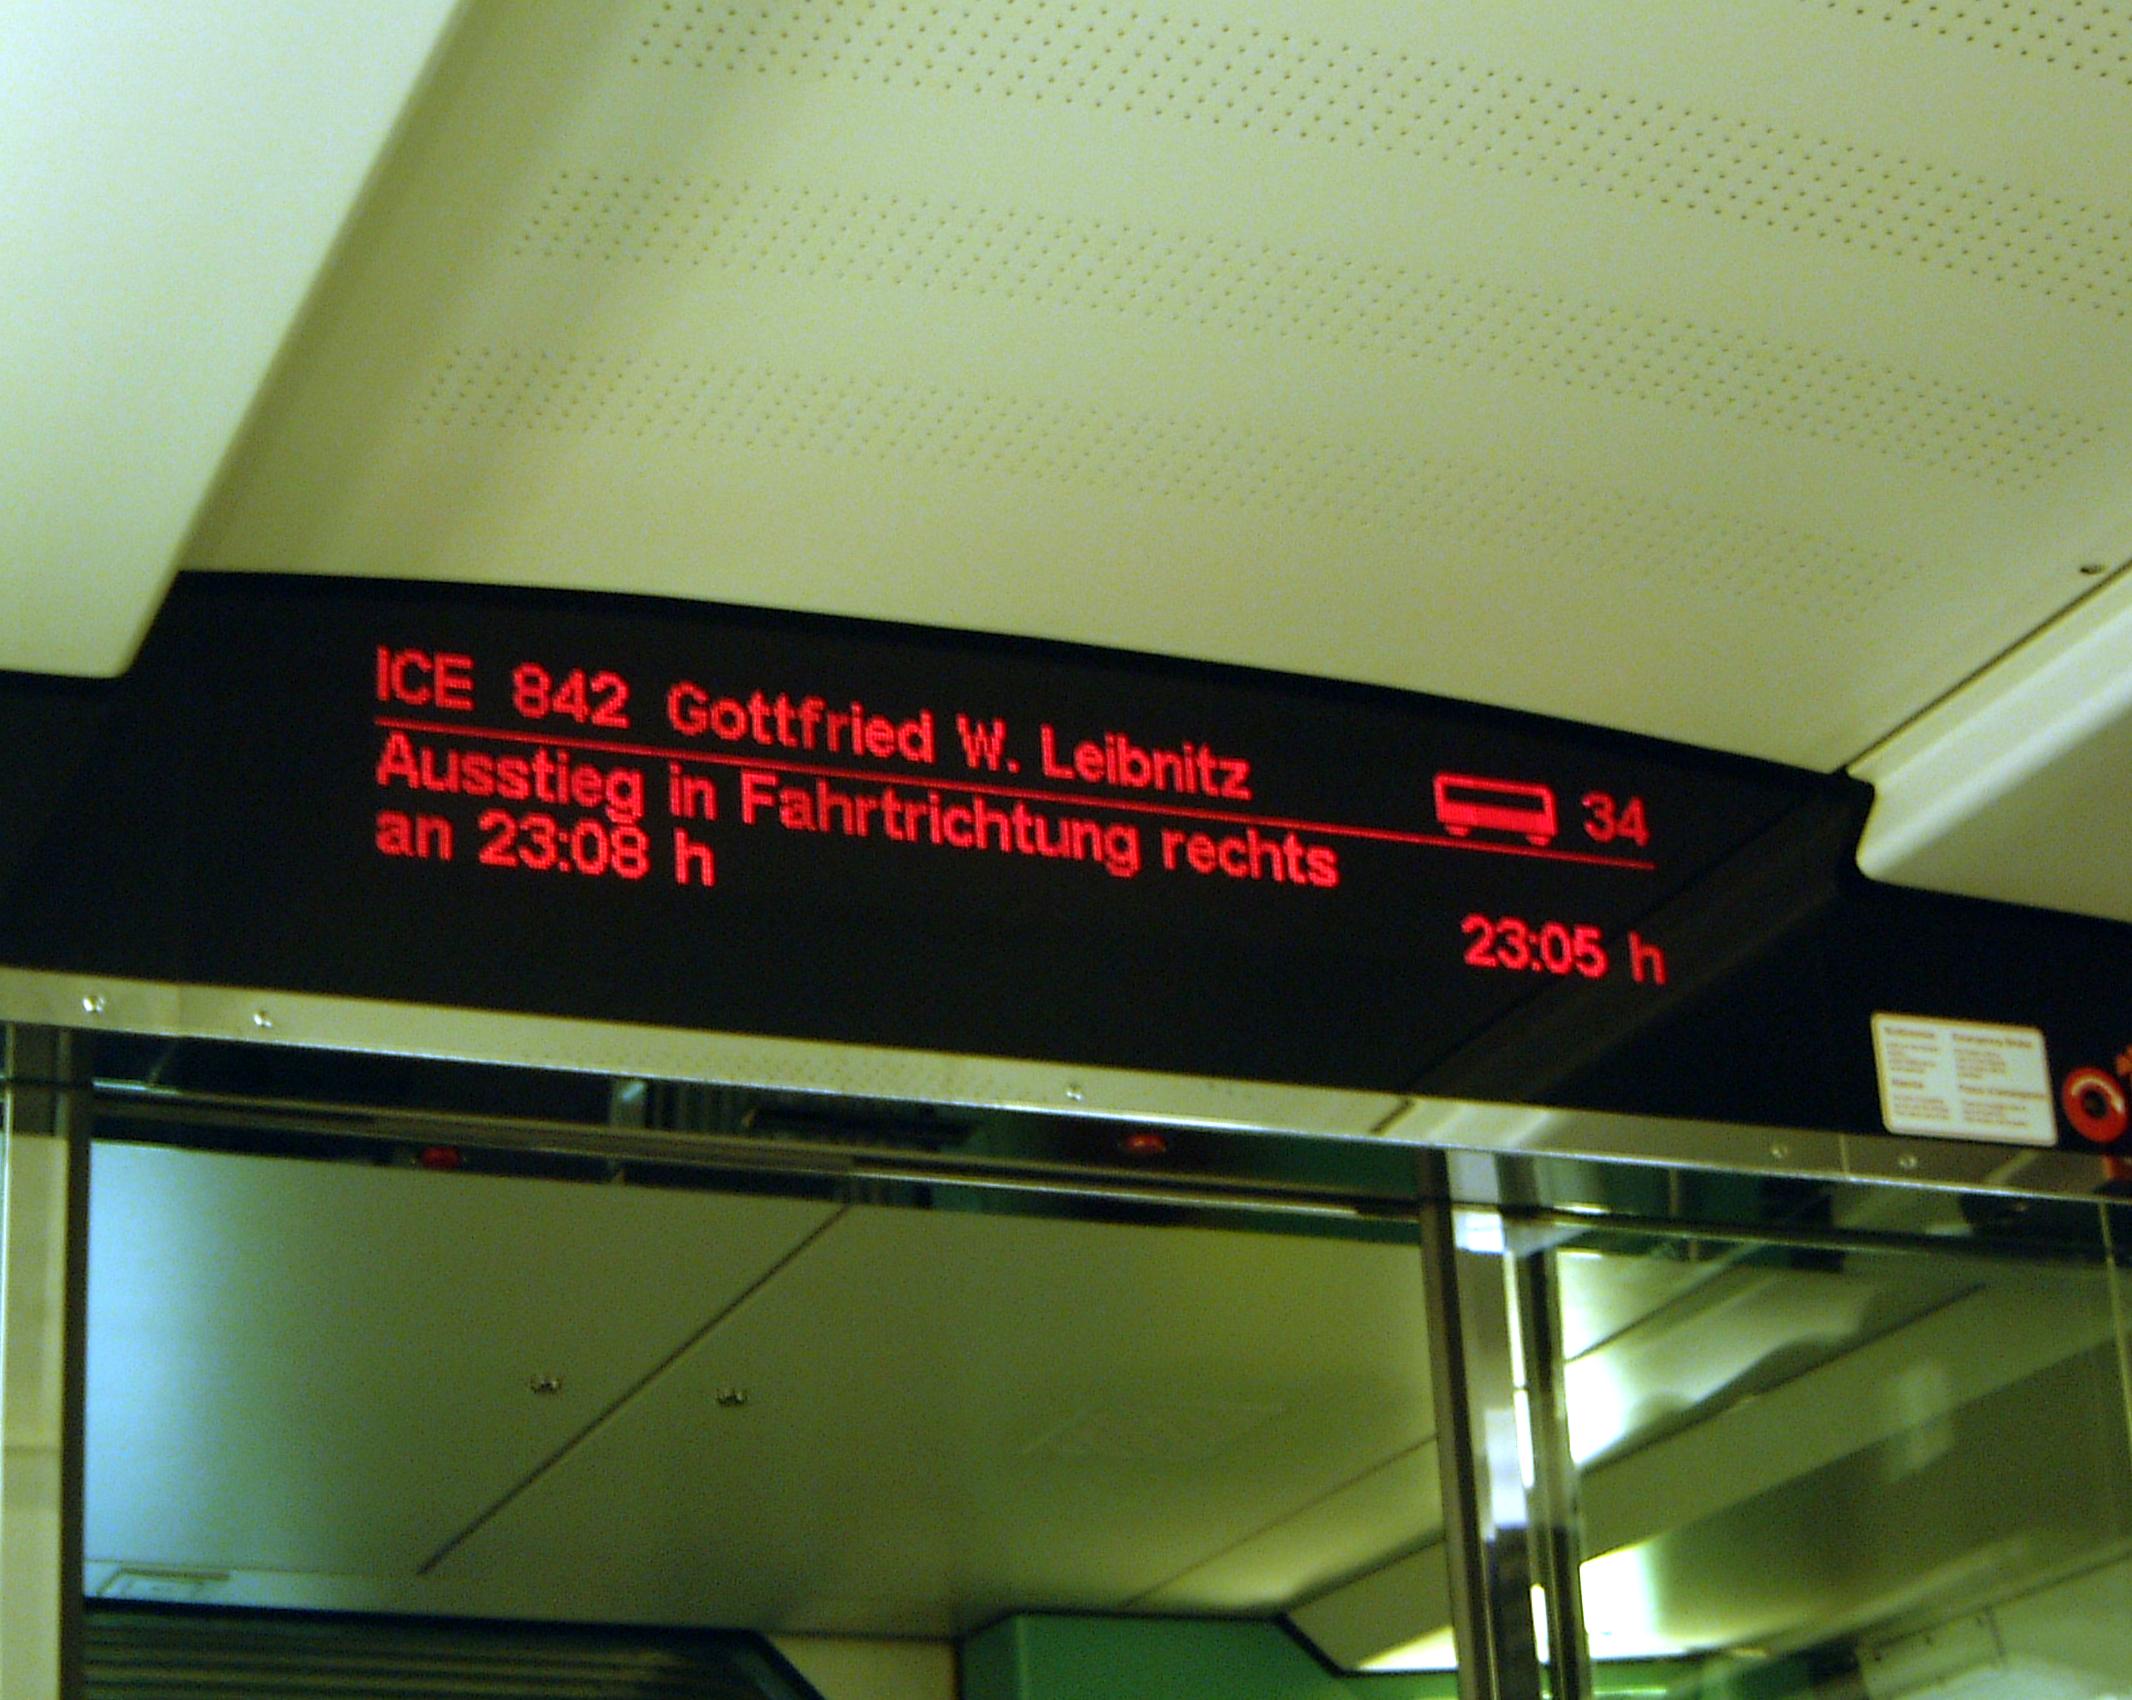 ICE 842 Gottfried W. Leibnitz 34
Ausstieg in Fahrtrichtung rechts
an 23:08 h
23:05 h